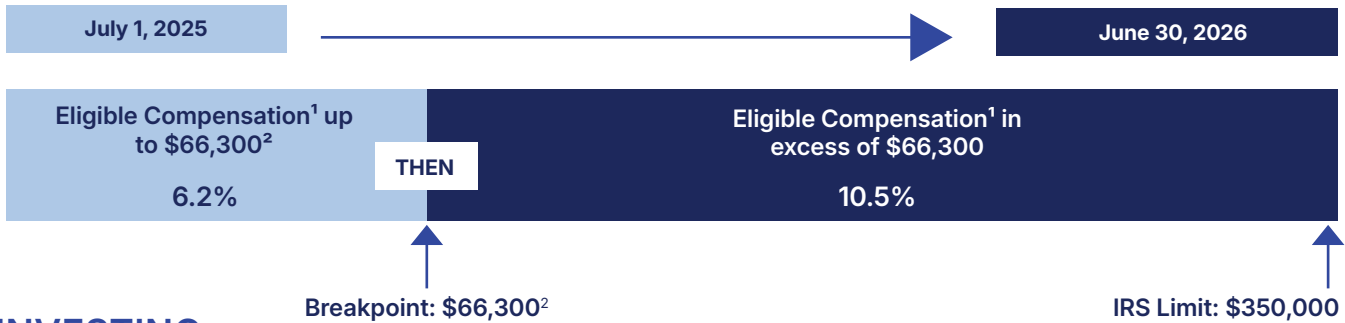 July 1, 2025
June 30, 2026
Eligible Compensation¹ up
to $66,300²
6.2%
THEN
Eligible Compensation¹ in
excess of $66,300
10.5%
Breakpoint: $66,300²
IRS Limit: $350,000
INVESTING